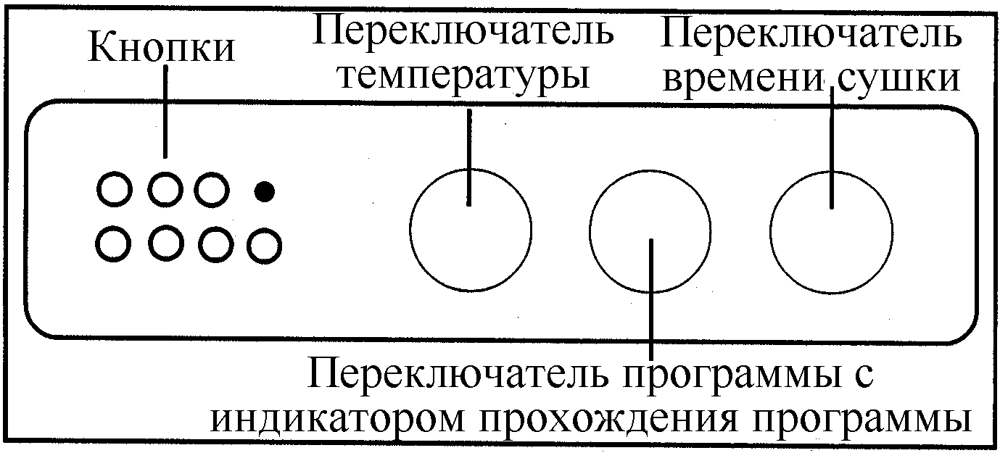 Кнопки
Переключатель
температуры
Переключатель
времени сушки
Переключатель программы с
индикатором прохождения программы